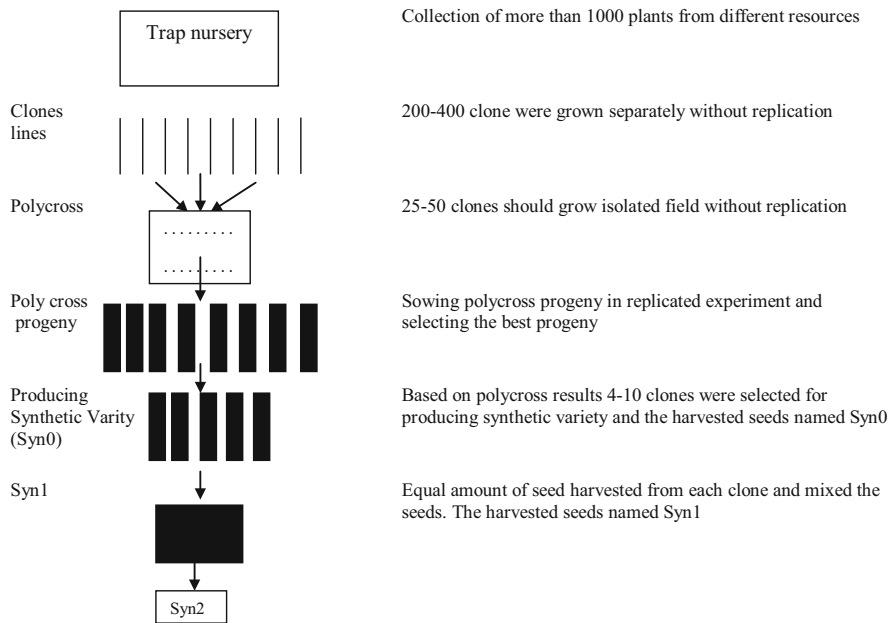 Trap nursery
Collection of more than 1000 plants from different resources
Clones
lines
200-400 clone were grown separately without replication
Polycross
25-50 clones should grow isolated field without replication
Poly cross
progeny
Sowing polycross progeny in replicated experiment and
selecting the best progeny
Producing
Synthetic Varity
(Syn0)
Based on polycross results 4-10 clones were selected for
producing synthetic variety and the harvested seeds named Syn0
Syn1
Equal amount of seed harvested from each clone and mixed the
seeds. The harvested seeds named Syn1
Syn2